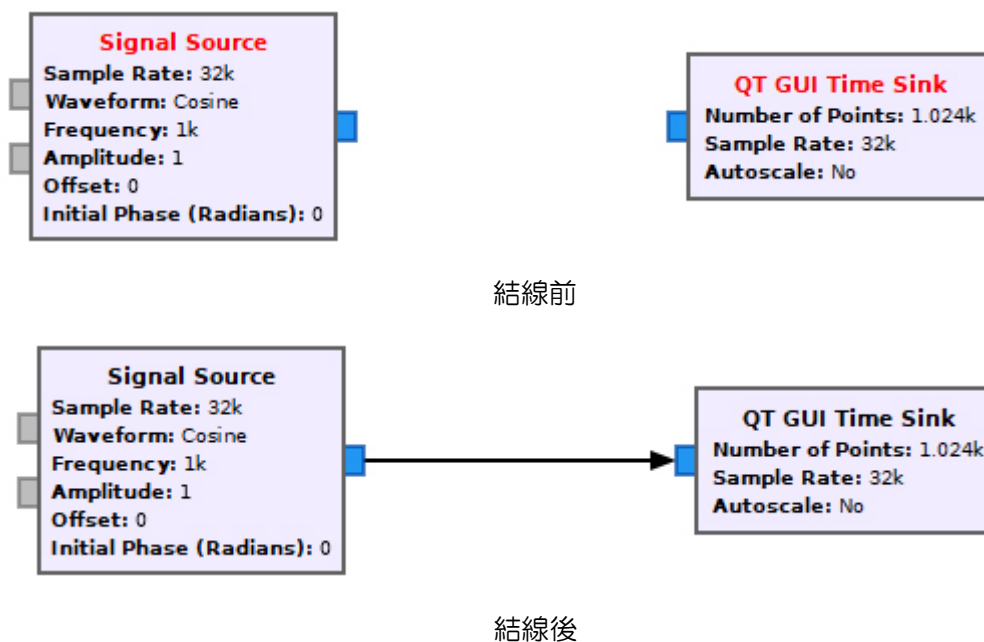 Signal Source
Sample Rate: 32k
Waveform: Cosine
Frequency: 1k
Amplitude: 1
Offset: 0
Initial Phase (Radians): 0
QT GUI Time Sink
Number of Points: 1.024k
Sample Rate: 32k
Autoscale: No
結線前
Signal Source
Sample Rate: 32k
Waveform: Cosine
Frequency: 1k
Amplitude: 1
Offset: 0
Initial Phase (Radians): 0
QT GUI Time Sink
Number of Points: 1.024k
Sample Rate: 32k
Autoscale: No
結線後